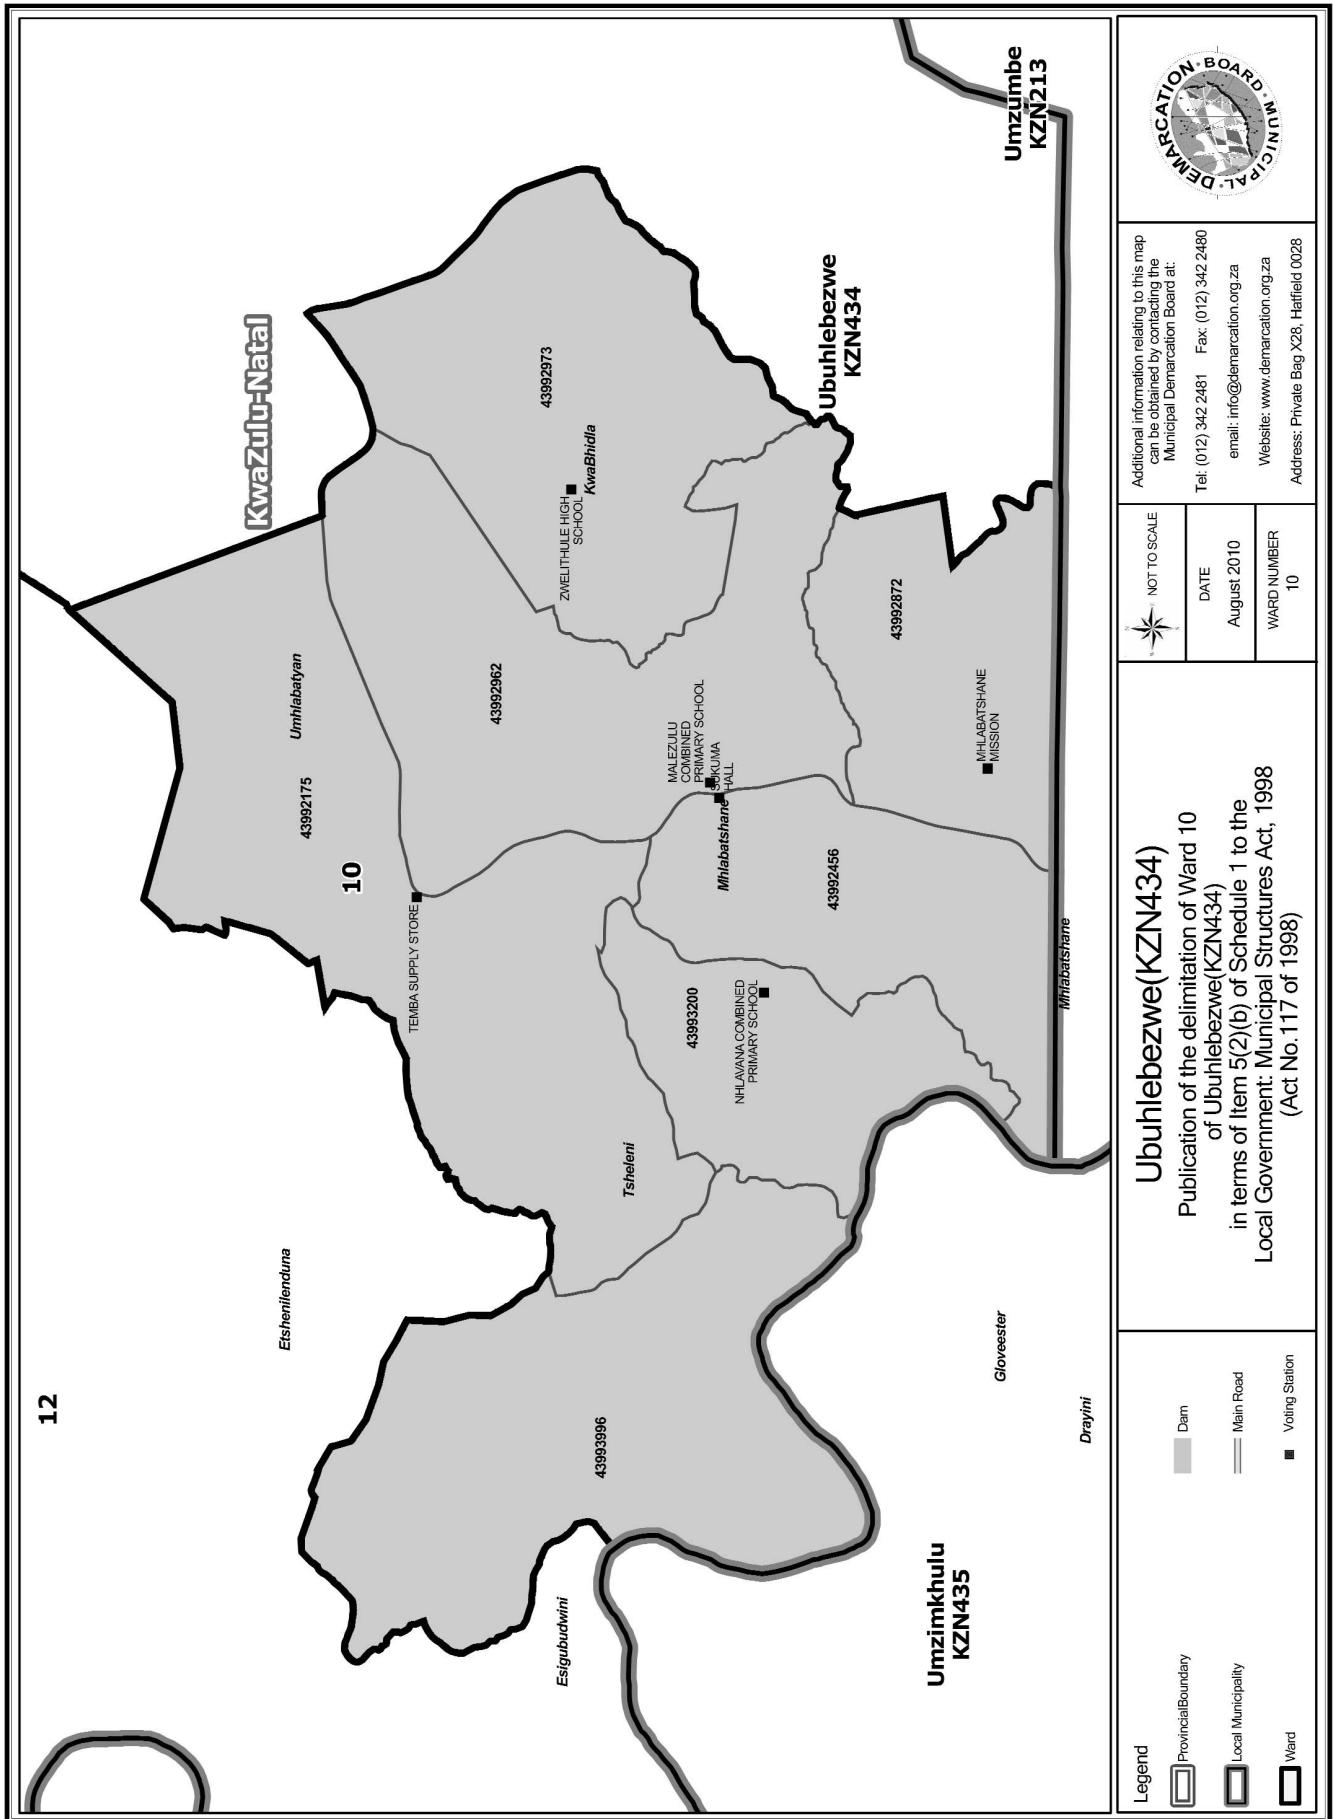 12
KwaZulu-Natal
Etshenilenduna
Umhlabatyan
43992175
10
TEMBA SUPPLY STORE
43992962
43992973
ZWELITHULE HIGH
SCHOOL
KwaBhidla
Esigubudwini
43993996
Tsheleni
43993200
NHLAVANA COMBINED
PRIMARY SCHOOL
MALEZULU
COMBINED
PRIMARY SCHOOL
SUKUMA
HALL
Mhlabatshane
43992456
43992872
MHLABATSHANE
MISSION
Ubuhlebezwe
KZN434
Umzimkhulu
KZN435
Gloveester
Drayini
Mhlabatshane
Umzumbe
KZN213
Legend
ProvincialBoundary
Local Municipality
Ward
Dam
Main Road
Voting Station
Ubuhlebezwe(KZN434)
Publication of the delimitation of Ward 10
of Ubuhlebezwe(KZN434)
in terms of Item 5(2)(b) of Schedule 1 to the
Local Government: Municipal Structures Act, 1998
(Act No.117 of 1998)
NOT TO SCALE
DATE
August 2010
WARD NUMBER
10
Additional information relating to this map
can be obtained by contacting the
Municipal Demarcation Board at:
Tel: (012) 342 2481 Fax: (012) 342 2480
email: info@demarcation.org.za
Website: www.demarcation.org.za
Address: Private Bag X28, Hatfield 0028
MUNICIPAL • DEMARCATION • BOARD •